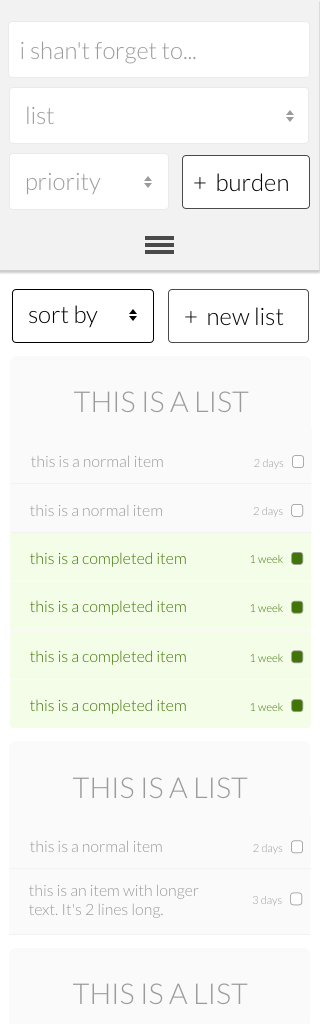 i shan't forget to...
list
priority
+ burden
sort by
+ new list
THIS IS A LIST
this is a normal item 2 days
this is a normal item 2 days
this is a completed item 1 week
this is a completed item 1 week
this is a completed item 1 week
this is a completed item 1 week
THIS IS A LIST
this is a normal item 2 days
this is an item with longer
text. It's 2 lines long. 3 days
THIS IS A LIST